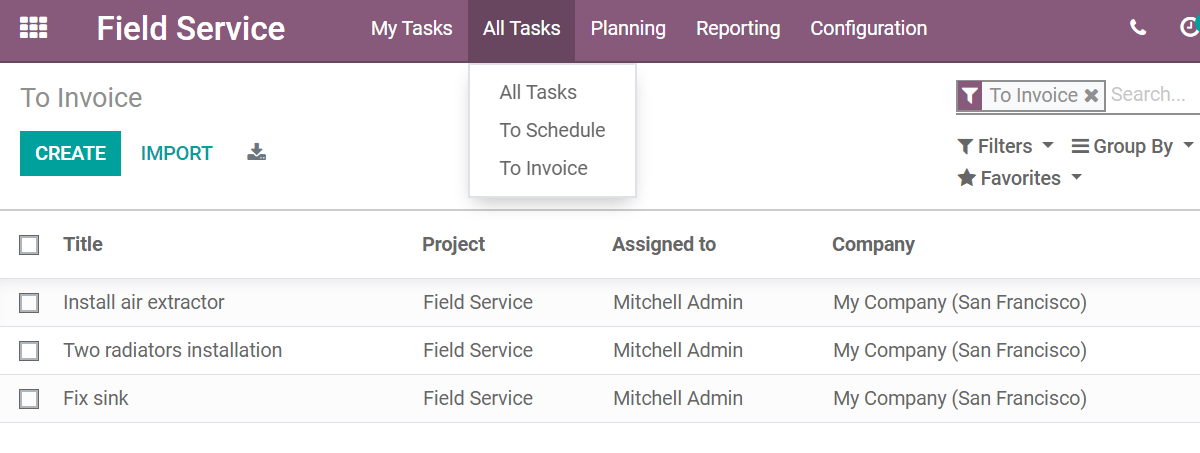 Field Service My Tasks All Tasks Planning Reporting Configuration
To Invoice
To Invoice Search...
CREATE IMPORT
All Tasks
To Schedule
To Invoice
Filters Group By
Favorites
Title Project Assigned to Company
Install air extractor Field Service Mitchell Admin My Company (San Francisco)
Two radiators installation Field Service Mitchell Admin My Company (San Francisco)
Fix sink Field Service Mitchell Admin My Company (San Francisco)